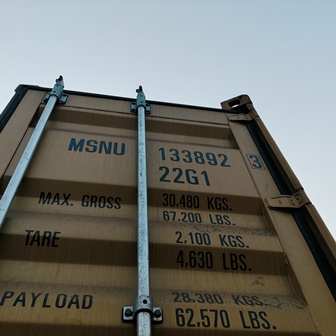 MSNU 133892 3
22G1
MAX. GROSS 30.480 KGS.
67.200 LBS.
TARE 2.100 KGS.
4.630 LBS.
PAYLOAD 28.380 KGS.
62,570 LBS.